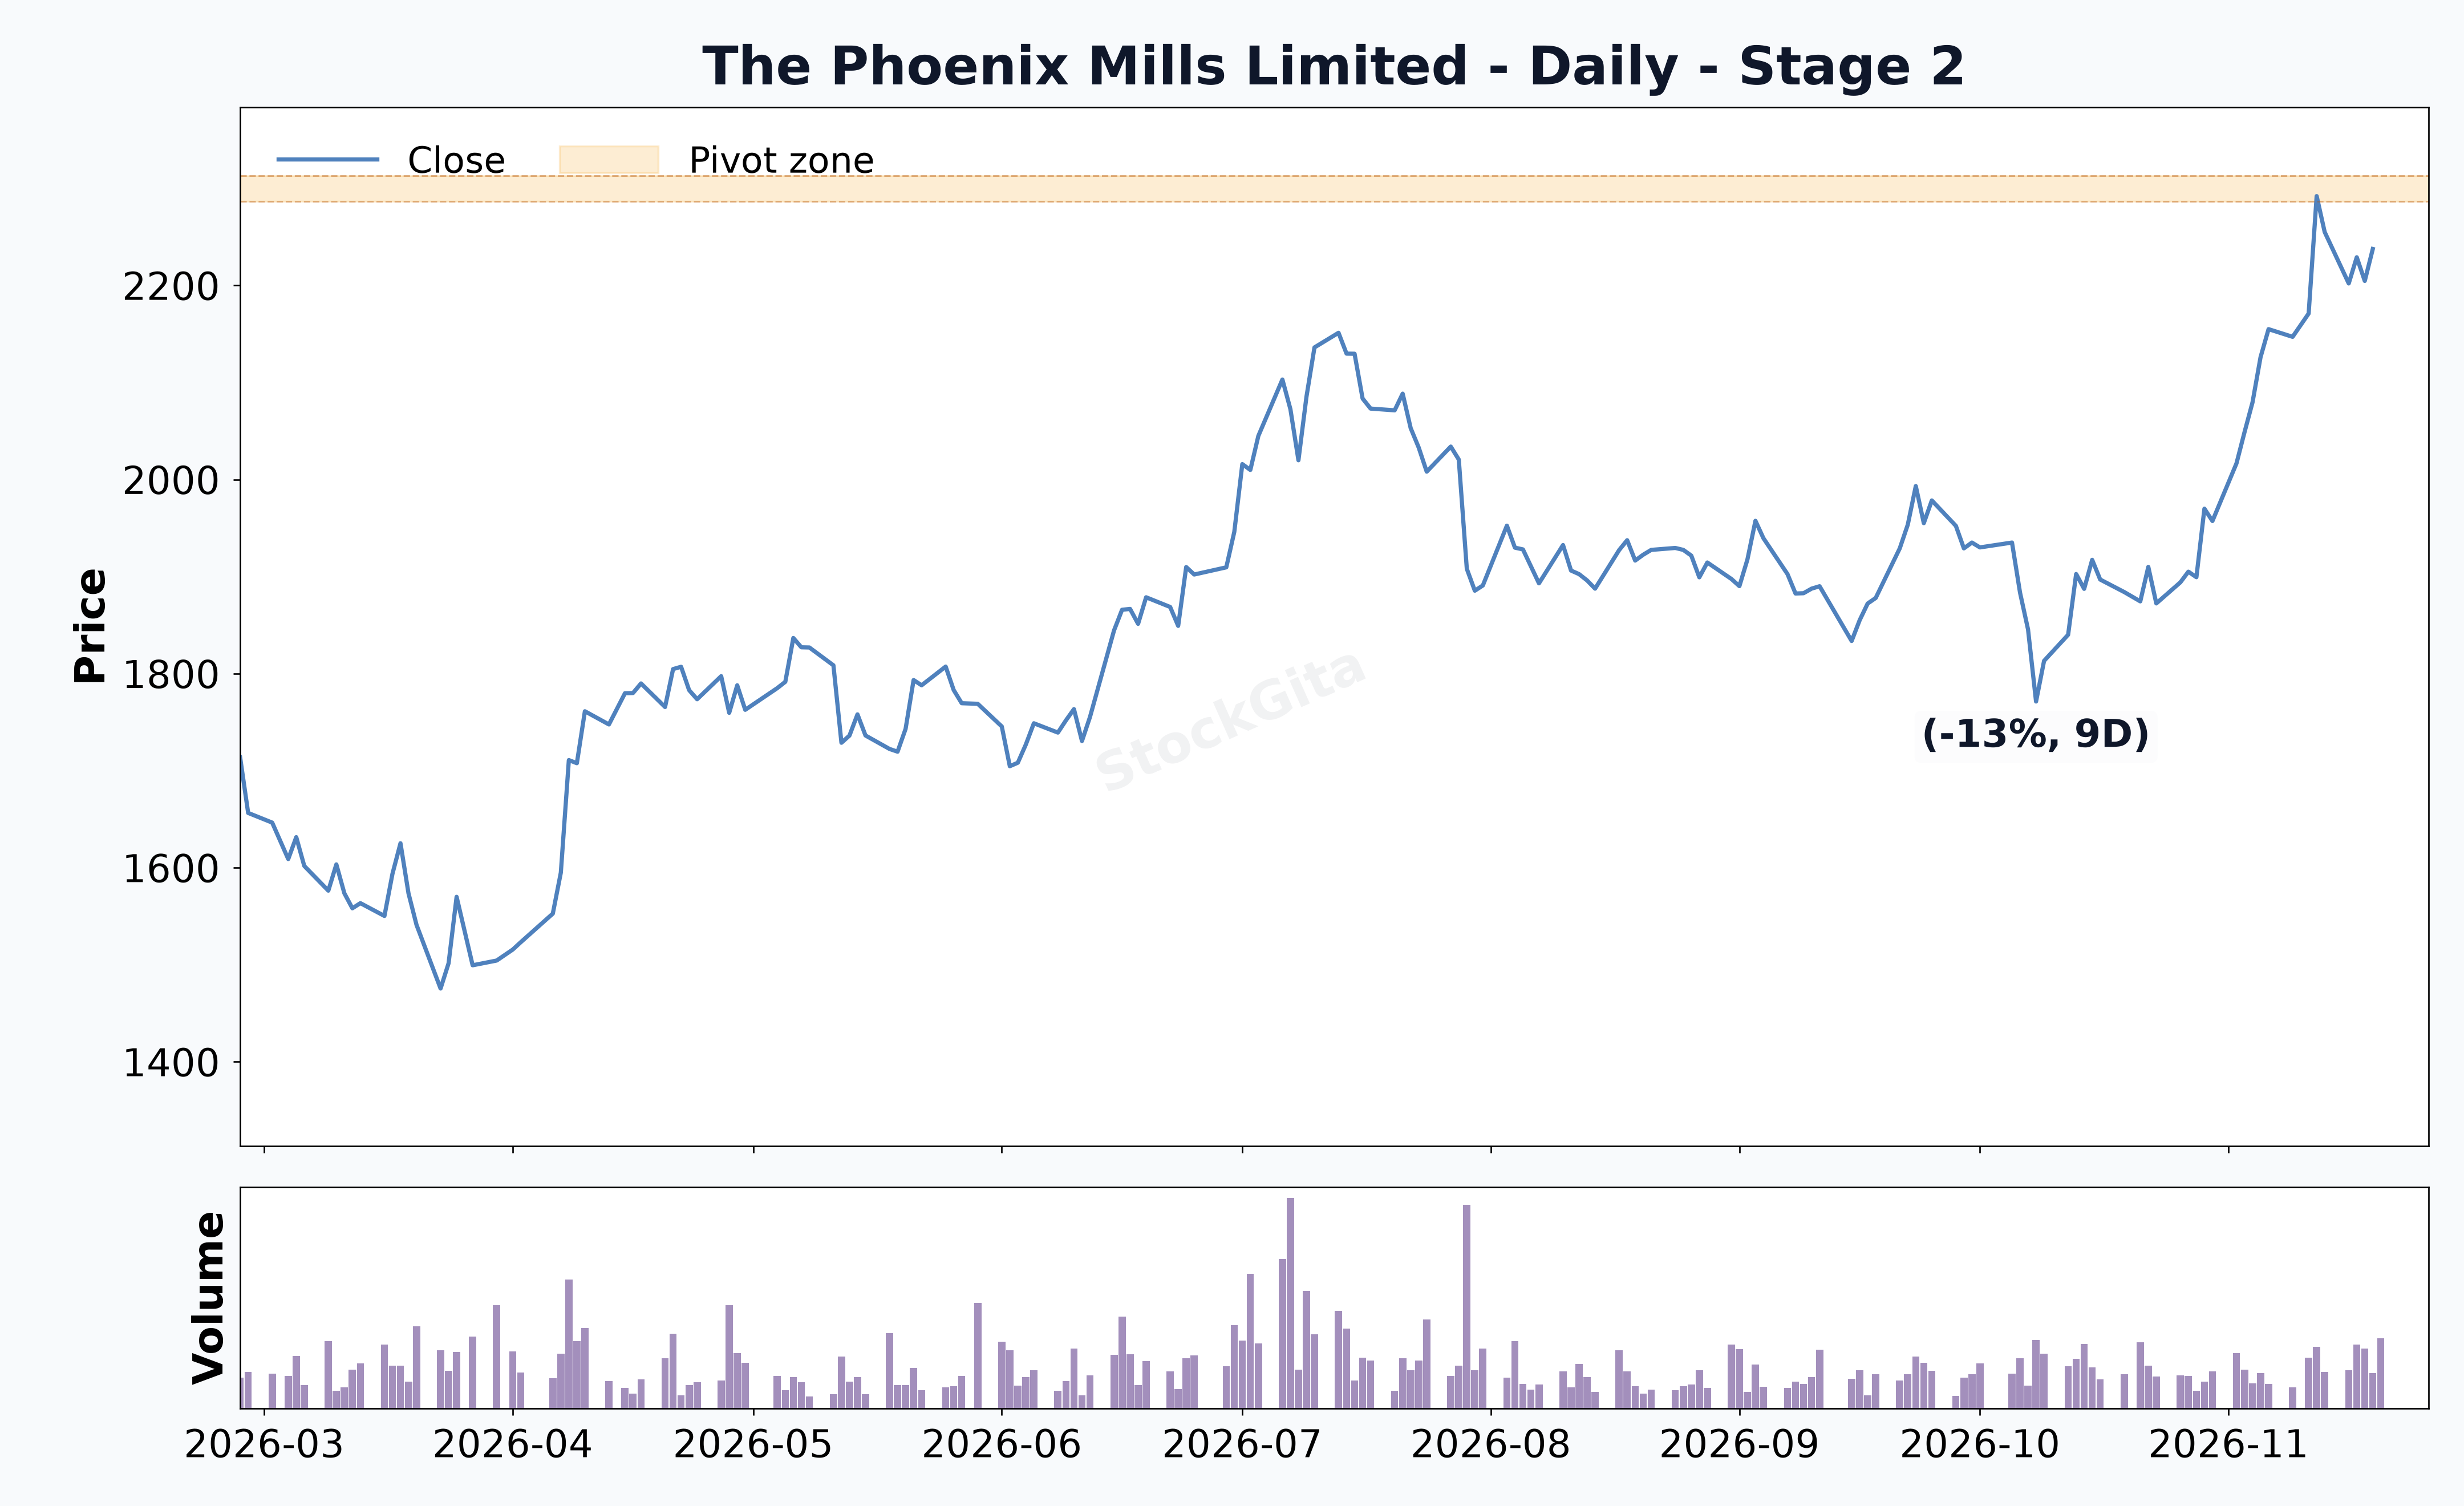 The Phoenix Mills Limited - Daily - Stage 2
Close
Pivot zone
Price
2200
2000
1800
1600
1400
StockGita
(-13%, 9D)
Volume
2026-03
2026-04
2026-05
2026-06
2026-07
2026-08
2026-09
2026-10
2026-11